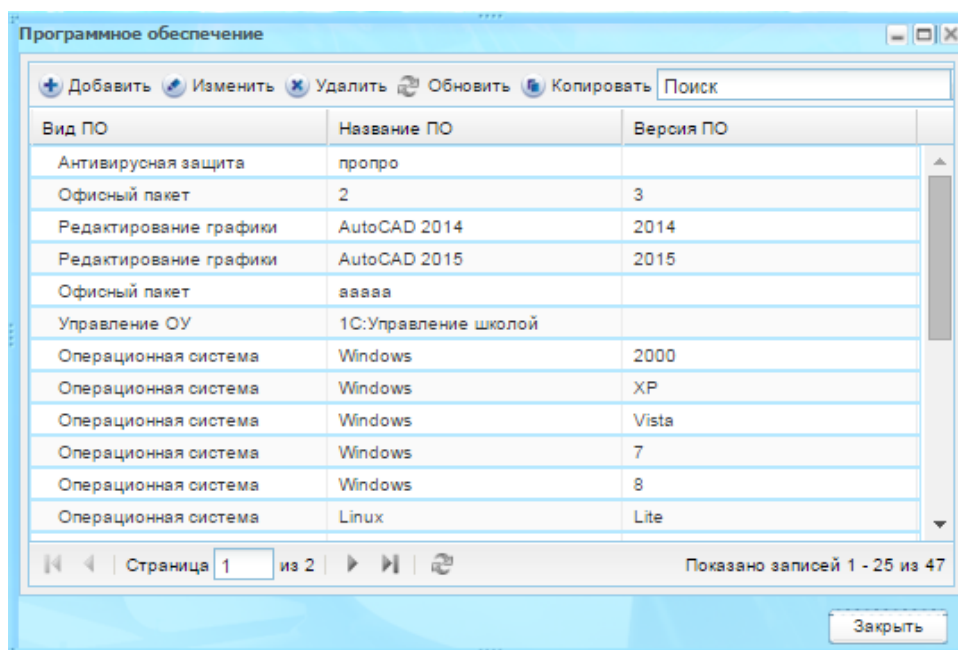 Программное обеспечение
Добавить Изменить Удалить Обновить Копировать Поиск
Вид ПО Название ПО Версия ПО
Антивирусная защита пропро
Офисный пакет 2 3
Редактирование графики AutoCAD 2014 2014
Редактирование графики AutoCAD 2015 2015
Офисный пакет ааааа
Управление ОУ 1С:Управление школой
Операционная система Windows 2000
Операционная система Windows XP
Операционная система Windows Vista
Операционная система Windows 7
Операционная система Windows 8
Операционная система Linux Lite
Страница 1 из 2 Показано записей 1 - 25 из 47
Закрыть